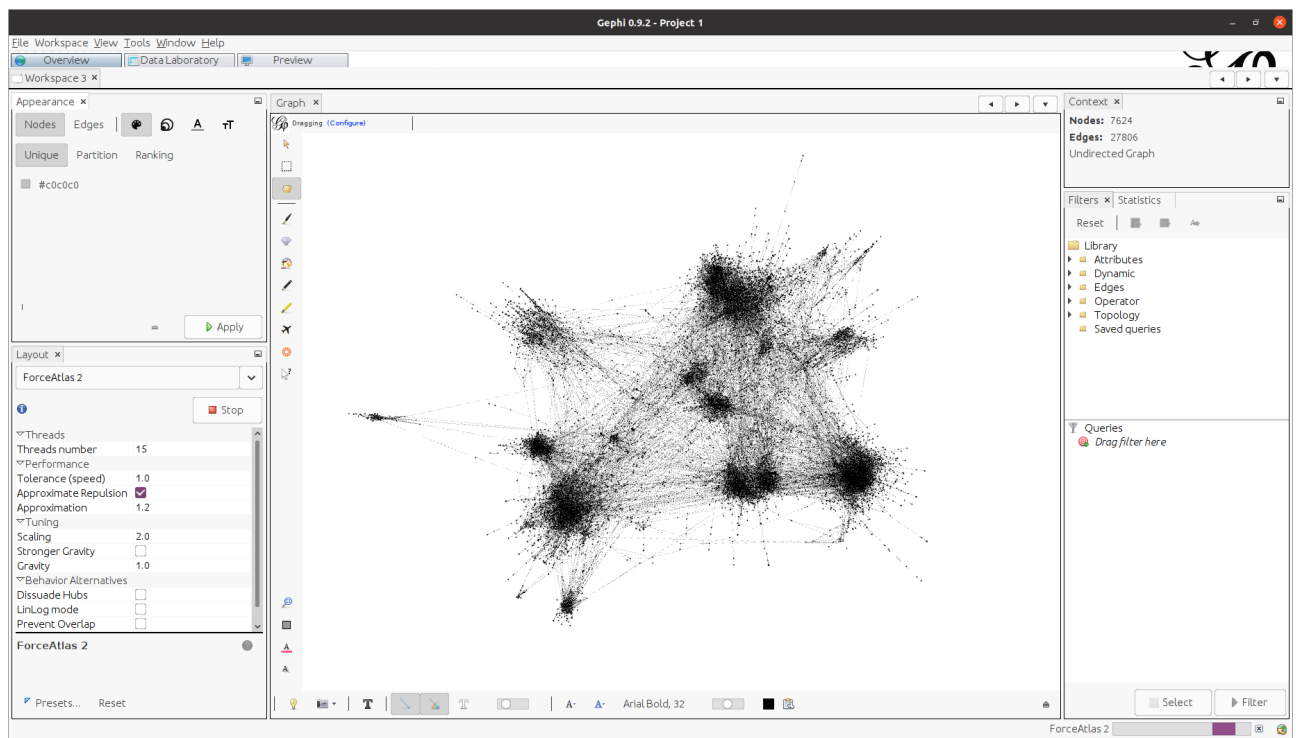 Gephi 0.9.2 - Project 1
File Workspace View Tools Window Help
Overview Data Laboratory Preview
Workspace 3 ×
Appearance ×
Nodes Edges
Unique Partition Ranking
#c0c0c0
Apply
Layout ×
ForceAtlas 2
Stop
Threads
Threads number 15
Performance
Tolerance (speed) 1.0
Approximate Repulsion
Approximation 1.2
Tuning
Scaling 2.0
Stronger Gravity
Gravity 1.0
Behavior Alternatives
Dissuade Hubs
LinLog mode
Prevent Overlap
ForceAtlas 2
Presets... Reset
Graph ×
Dragging (Configure)
Arial Bold, 32
Context ×
Nodes: 7624
Edges: 27806
Undirected Graph
Filters × Statistics
Reset
Library
Attributes
Dynamic
Edges
Operator
Topology
Saved queries
Queries
Drag filter here
Select Filter
ForceAtlas 2